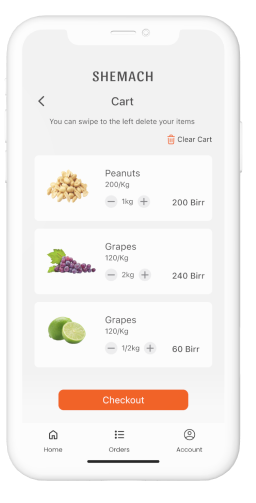 SHEMACH
Cart
You can swipe to the left delete your items
Clear Cart
Peanuts
200/Kg
1kg
200 Birr
Grapes
120/Kg
2kg
240 Birr
Grapes
120/Kg
1/2kg
60 Birr
Checkout
Home
Orders
Account